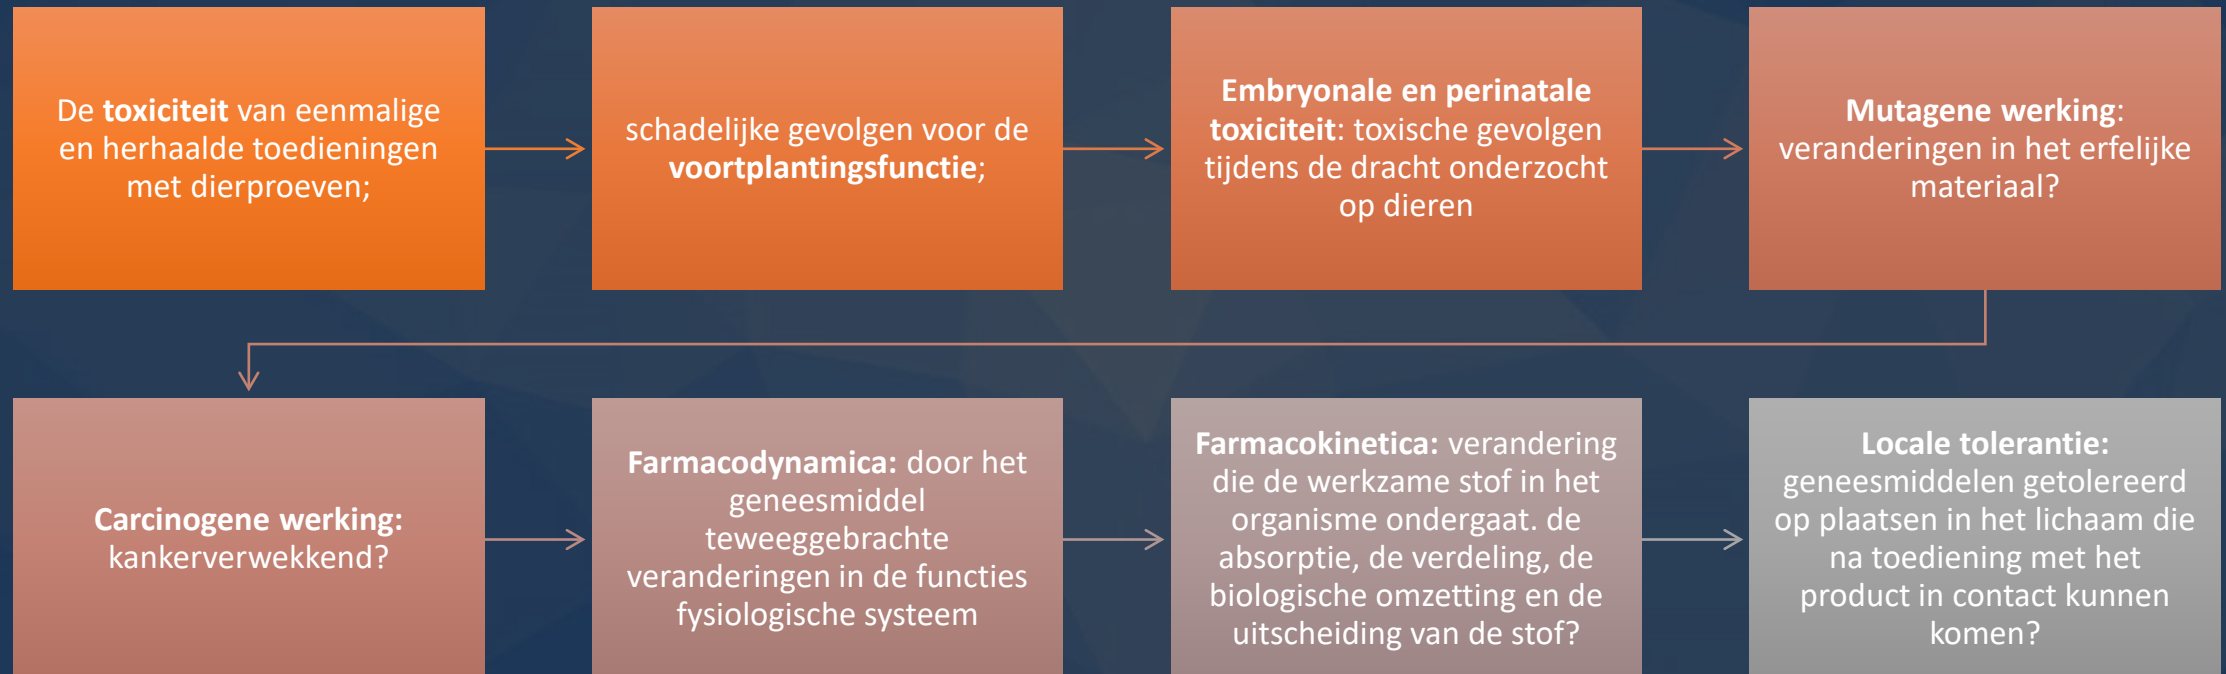 De toxiciteit van eenmalige
en herhaalde toedieningen
met dierproeven;
schadelijke gevolgen voor de
voortplantingsfunctie;
Embryonale en perinatale
toxiciteit: toxische gevolgen
tijdens de dracht onderzocht
op dieren
Mutagene werking:
veranderingen in het erfelijke
materiaal?
Carcinogene werking:
kankerverwekkend?
Farmacodynamica: door het
geneesmiddel
teweeggebrachte
veranderingen in de functies
fysiologische systeem
Farmacokinetica: verandering
die de werkzame stof in het
organisme ondergaat. de
absorptie, de verdeling, de
biologische omzetting en de
uitscheiding van de stof?
Locale tolerantie:
geneesmiddelen getolereerd
op plaatsen in het lichaam die
na toediening met het
product in contact kunnen
komen?